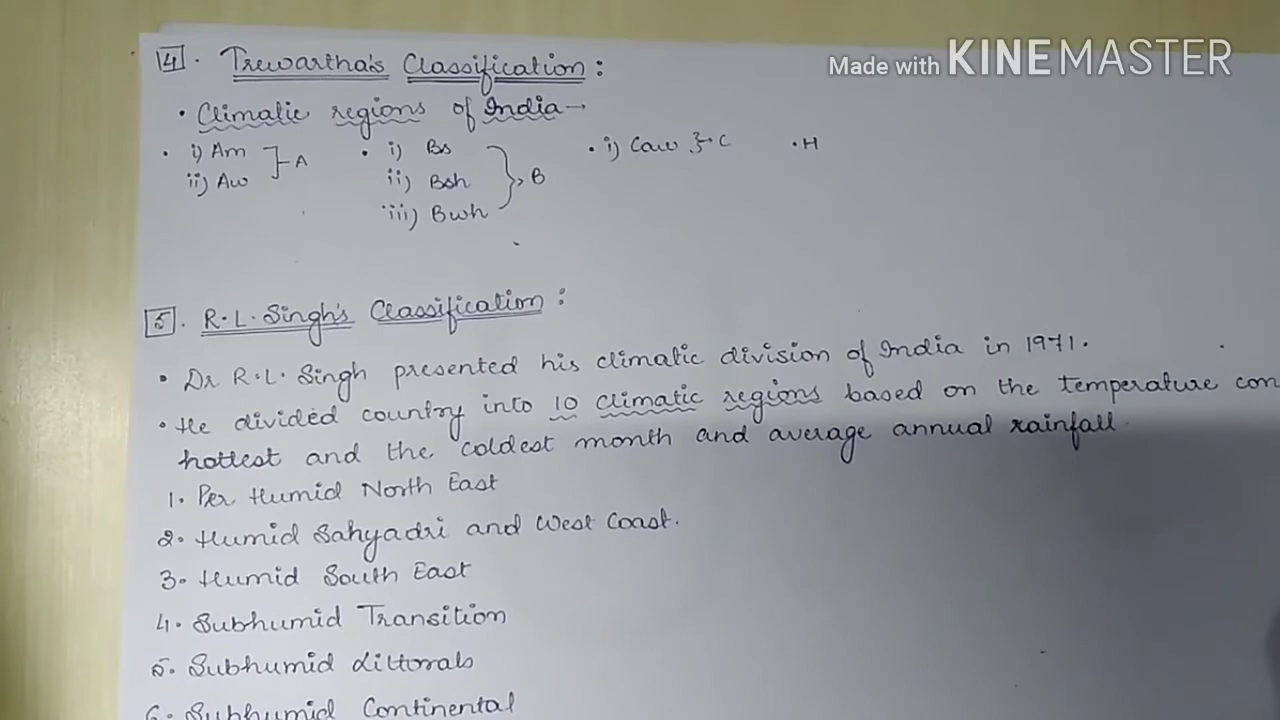 Made with KINEMASTER
4. Trewartha's Classification:
• Climatic regions of India→
• i) Am
ii) Aw
A
• i) Bs
ii) Bsh
iii) Bwh
B
• i) Caw }→ C
• H
5. R.L. Singh's Classification:
• Dr R.L. Singh presented his climatic division of India in 1971.
• He divided country into 10 climatic regions based on the temperature con
hottest and the coldest month and average annual rainfall.
1. Per Humid North East
2. Humid Sahyadri and West Coast.
3. Humid South East
4. Subhumid Transition
5. Subhumid Littorals
6. Subhumid Continental